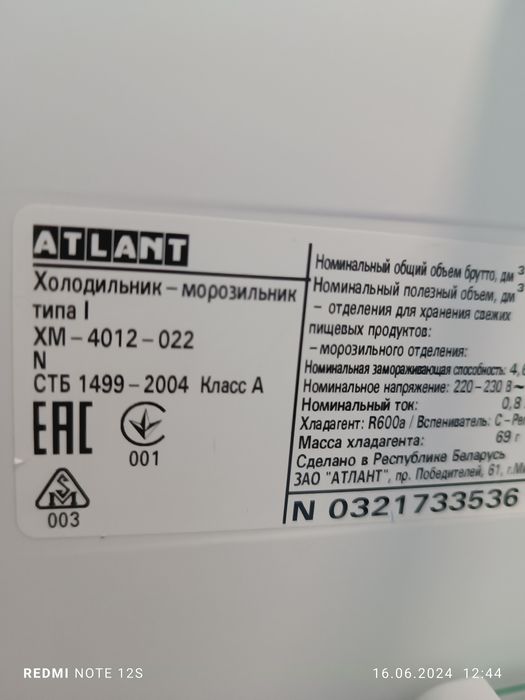 ATLANT
Холодильник – морозильник
типа I
ХМ – 4012 – 022
N
СТБ 1499 – 2004 Класс А
ЕАС
001
003
Номинальный общий объем брутто, дм 3
Номинальный полезный объем, дм 3
– отделения для хранения свежих
пищевых продуктов:
– морозильного отделения:
Номинальная замораживающая способность: 4,
Номинальное напряжение: 220 – 230 В ~
Номинальный ток: 0,8
Хладагент: R600a / Вспениватель: С –
Масса хладагента: 69 г
Сделано в Республике Беларусь
ЗАО "АТЛАНТ", пр. Победителей, 61, г.
N 0321733536
REDMI NOTE 12S
16.06.2024 12:44